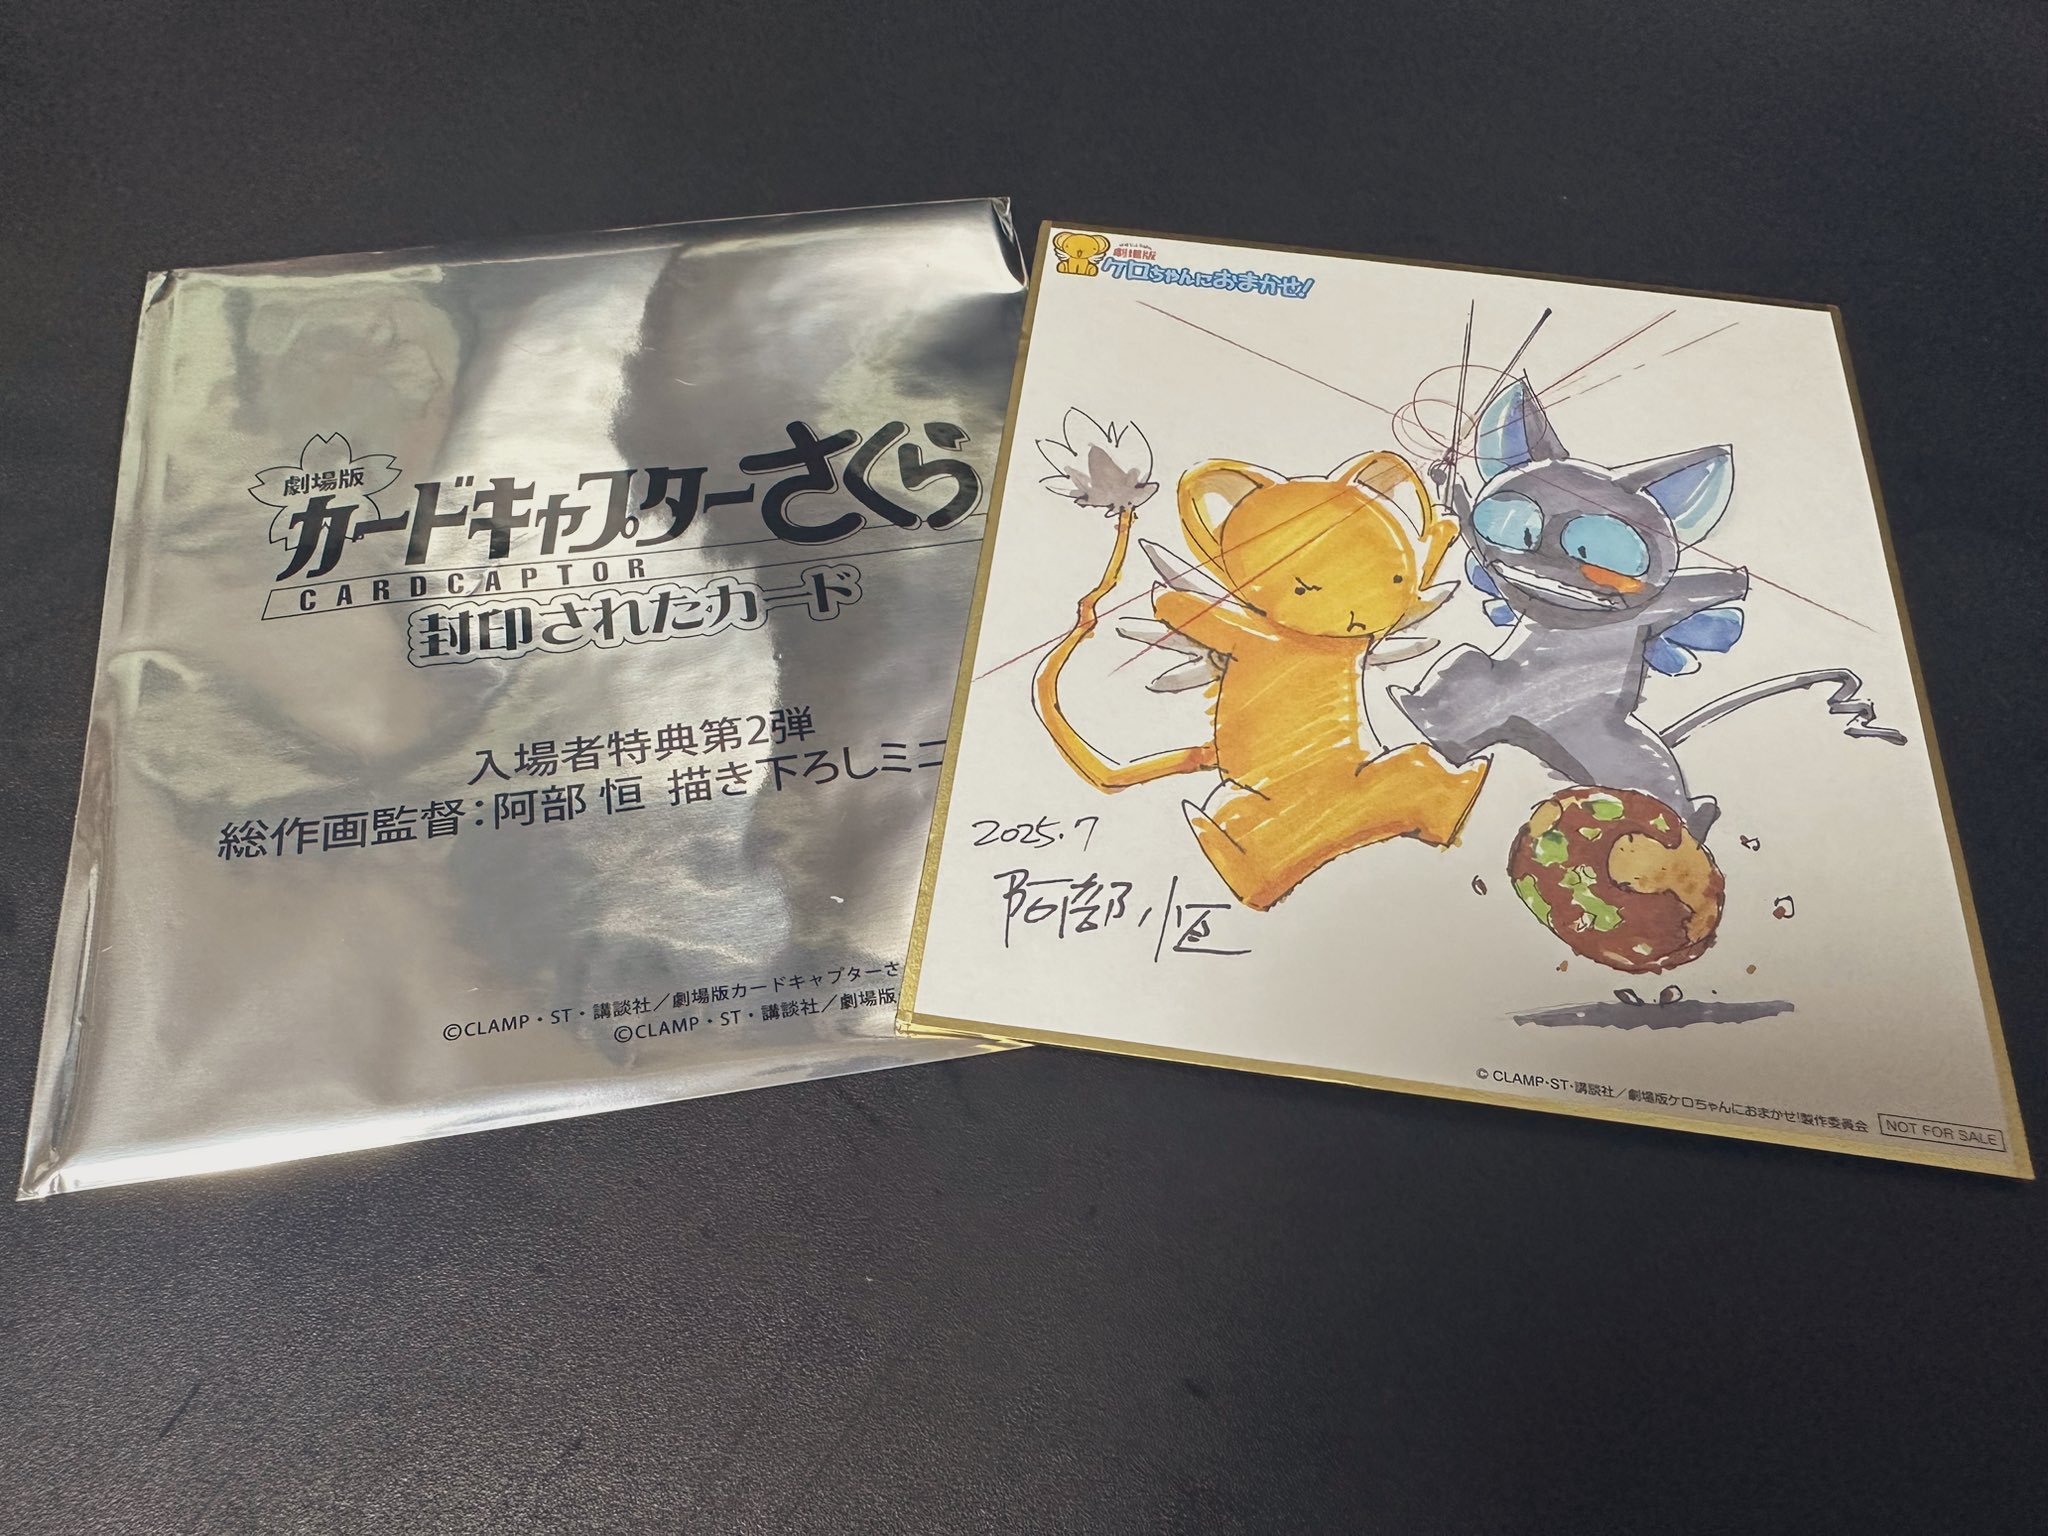 劇場版
カードキャプターさくら
CARDCAPTOR
封印されたカード
入場者特典第2弾
総作画監督：阿部 恒 描き下ろしミニ
©CLAMP・ST・講談社／劇場版カードキャプターさ
©CLAMP・ST・講談社／劇場版
劇場版
ケロちゃんにおまかせ!
2025.7
阿部 恒
© CLAMP・ST・講談社／劇場版ケロちゃんにおまかせ!製作委員会
NOT FOR SALE